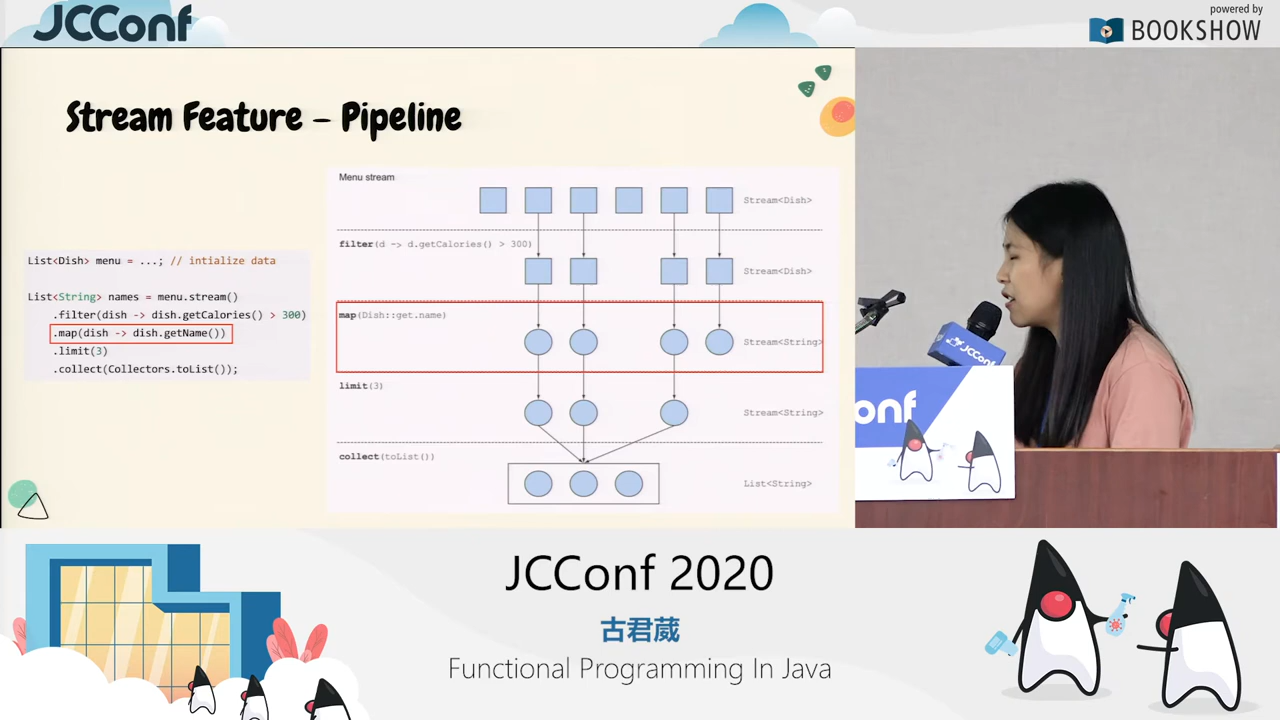 JCConf
powered by
BOOKSHOW
Stream Feature – Pipeline
List<Dish> menu = ...; // intialize data
List<String> names = menu.stream()
.filter(dish -> dish.getCalories() > 300)
.map(dish -> dish.getName())
.limit(3)
.collect(Collectors.toList());
Menu stream
Stream<Dish>
filter(d -> d.getCalories() > 300)
Stream<Dish>
map(Dish::get.name)
Stream<String>
limit(3)
Stream<String>
collect(toList())
List<String>
JCConf
onf
JCConf 2020
古君葳
Functional Programming In Java